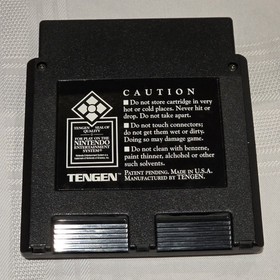 CAUTION
■ Do not store cartridge in very
hot or cold places. Never hit or
drop. Do not take apart.
■ Do not touch connectors;
do not get them wet or dirty.
Doing so may damage game.
■ Do not clean with benzene,
paint thinner, alcohol or other
such solvents.
PATENT PENDING. MADE IN U.S.A.
MANUFACTURED BY TENGEN.
TENGEN SEAL OF
QUALITY
FOR PLAY ON THE
NINTENDO
ENTERTAINMENT
SYSTEM
TENGEN